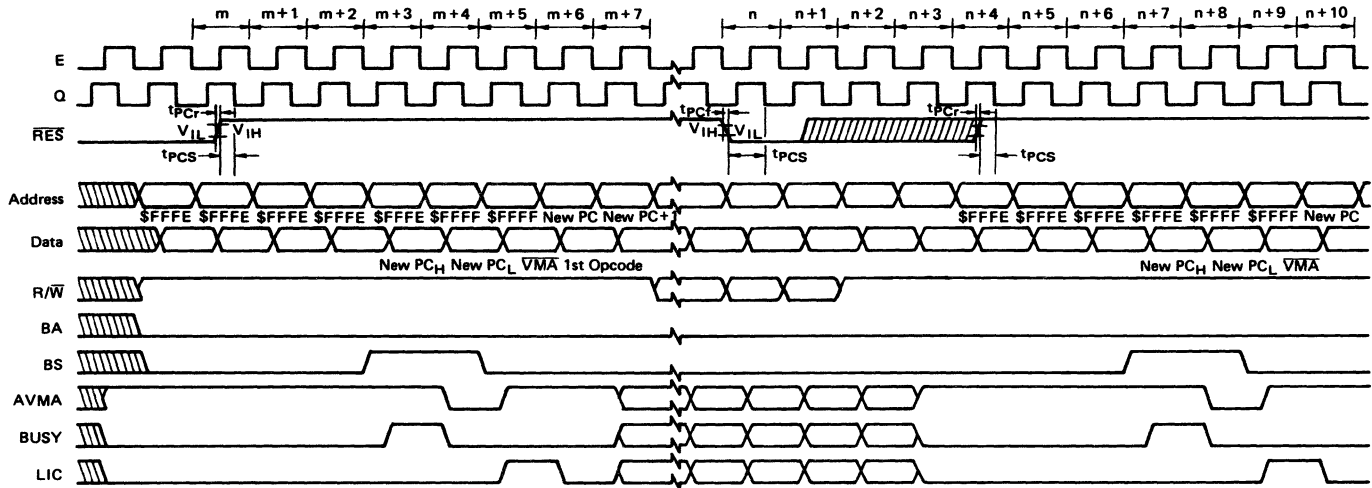 m m+1 m+2 m+3 m+4 m+5 m+6 m+7 n n+1 n+2 n+3 n+4 n+5 n+6 n+7 n+8 n+9 n+10
E
Q
tPCr tPCf tPCr
RES VIL VIH VIH VIL
tPCS tPCS tPCS
Address
$FFFE $FFFE $FFFE $FFFE $FFFE $FFFF $FFFF New PC New PC+1 $FFFE $FFFE $FFFE $FFFE $FFFF $FFFF New PC
Data
New PCH New PCL VMA 1st Opcode New PCH New PCL VMA
R/W
BA
BS
AVMA
BUSY
LIC